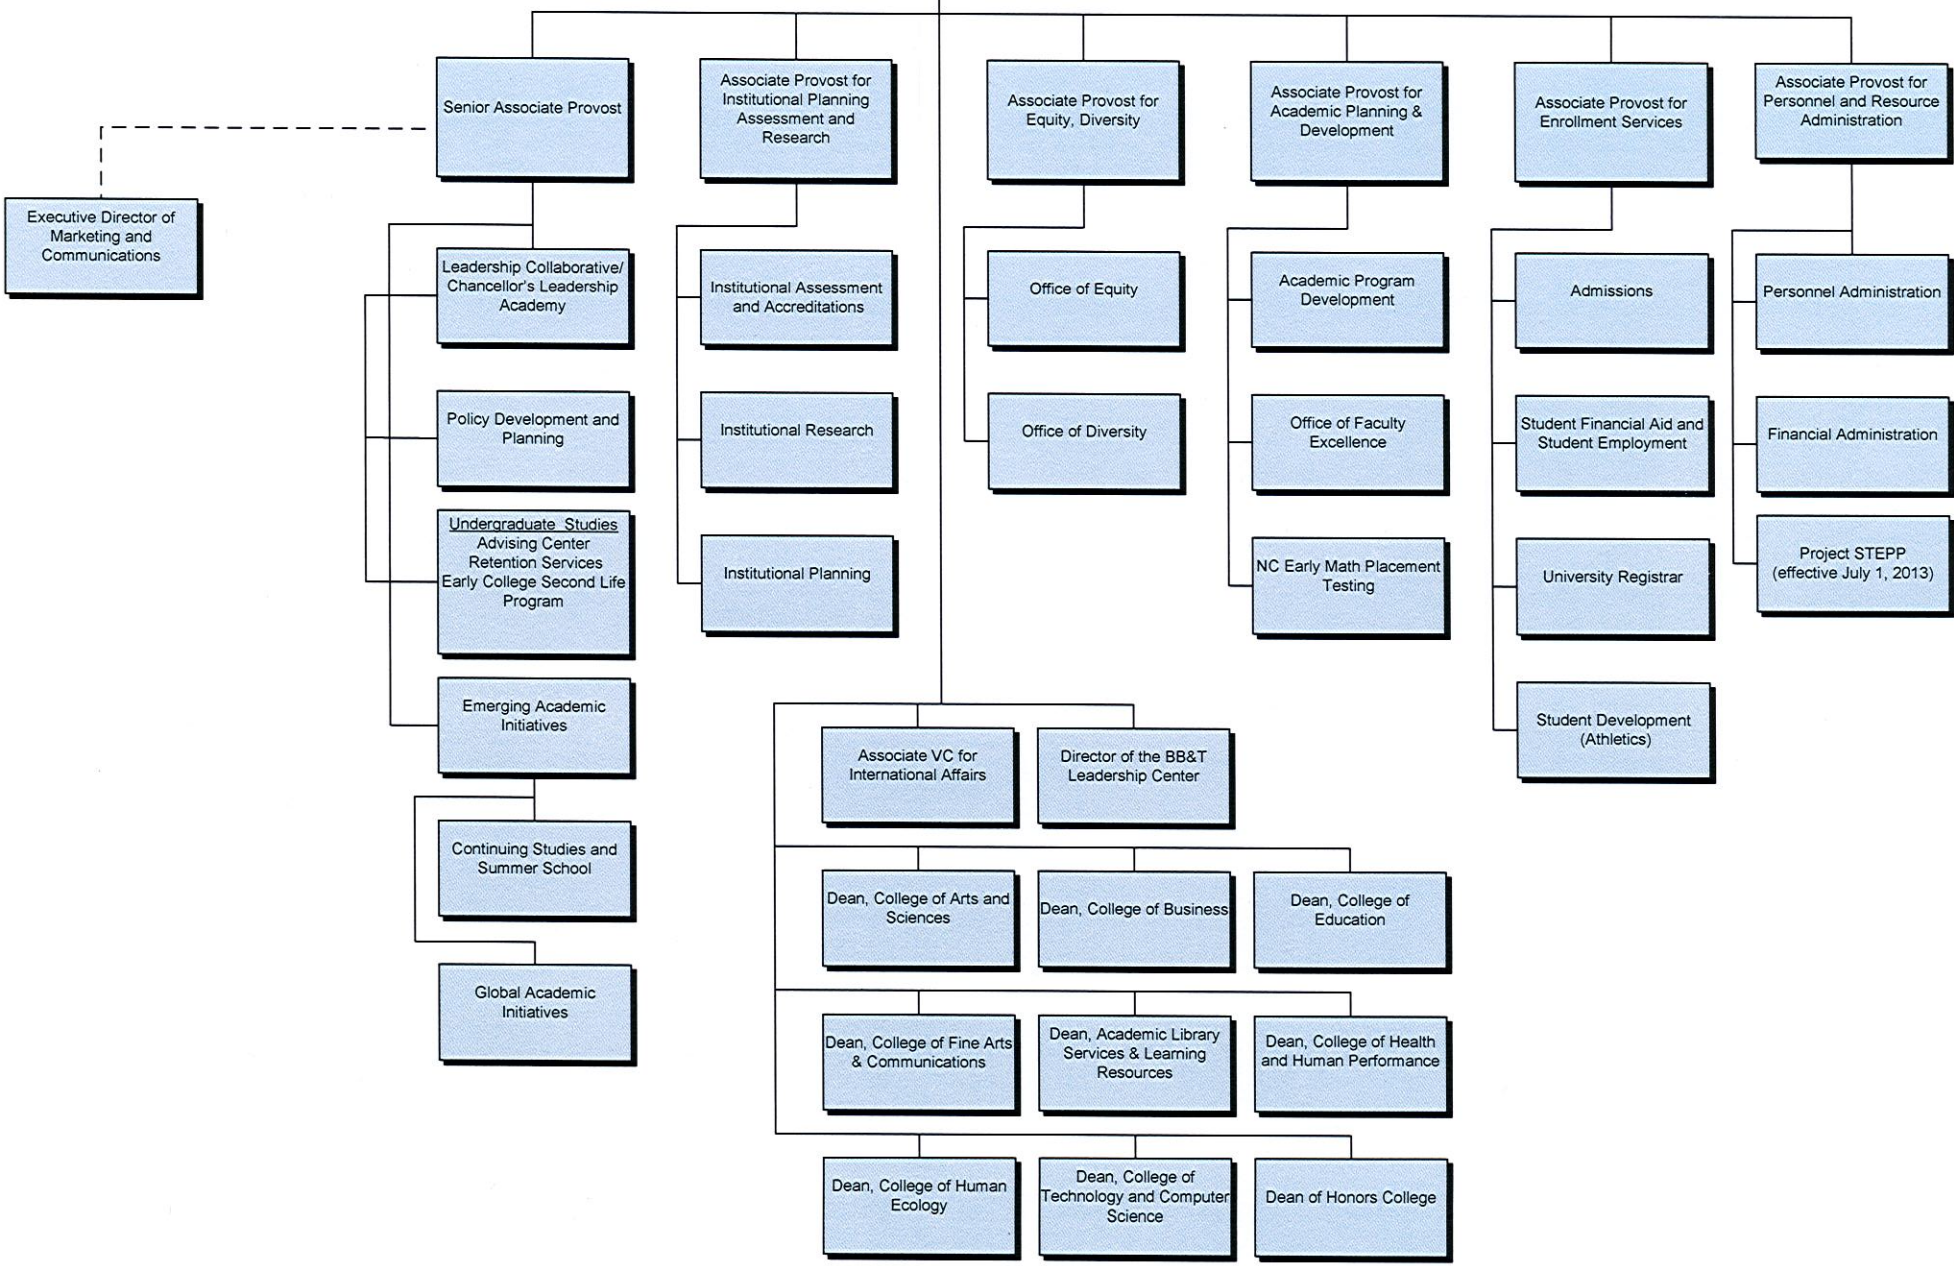 Senior Associate Provost
Associate Provost for
Institutional Planning
Assessment and
Research
Associate Provost for
Equity, Diversity
Associate Provost for
Academic Planning &
Development
Associate Provost for
Enrollment Services
Associate Provost for
Personnel and Resource
Administration
Executive Director of
Marketing and
Communications
Leadership Collaborative/
Chancellor's Leadership
Academy
Institutional Assessment
and Accreditations
Office of Equity
Academic Program
Development
Admissions
Personnel Administration
Policy Development and
Planning
Institutional Research
Office of Diversity
Office of Faculty
Excellence
Student Financial Aid and
Student Employment
Financial Administration
Undergraduate Studies
Advising Center
Retention Services
Early College Second Life
Program
Institutional Planning
NC Early Math Placement
Testing
University Registrar
Project STEPP
(effective July 1, 2013)
Emerging Academic
Initiatives
Associate VC for
International Affairs
Director of the BB&T
Leadership Center
Student Development
(Athletics)
Continuing Studies and
Summer School
Dean, College of Arts and
Sciences
Dean, College of Business
Dean, College of
Education
Global Academic
Initiatives
Dean, College of Fine Arts
& Communications
Dean, Academic Library
Services & Learning
Resources
Dean, College of Health
and Human Performance
Dean, College of Human
Ecology
Dean, College of
Technology and Computer
Science
Dean of Honors College